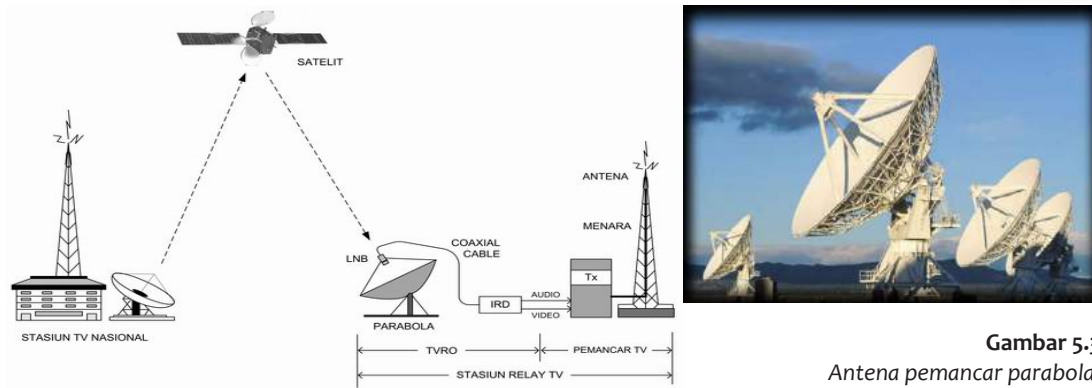 SATELIT
ANTENA
MENARA
COAXIAL
CABLE
LNB
Tx
AUDIO
IRD
VIDEO
STASIUN TV NASIONAL
PARABOLA
TVRO
PEMANCAR TV
STASIUN RELAY TV
Gambar 5.3
Antena pemancar parabola